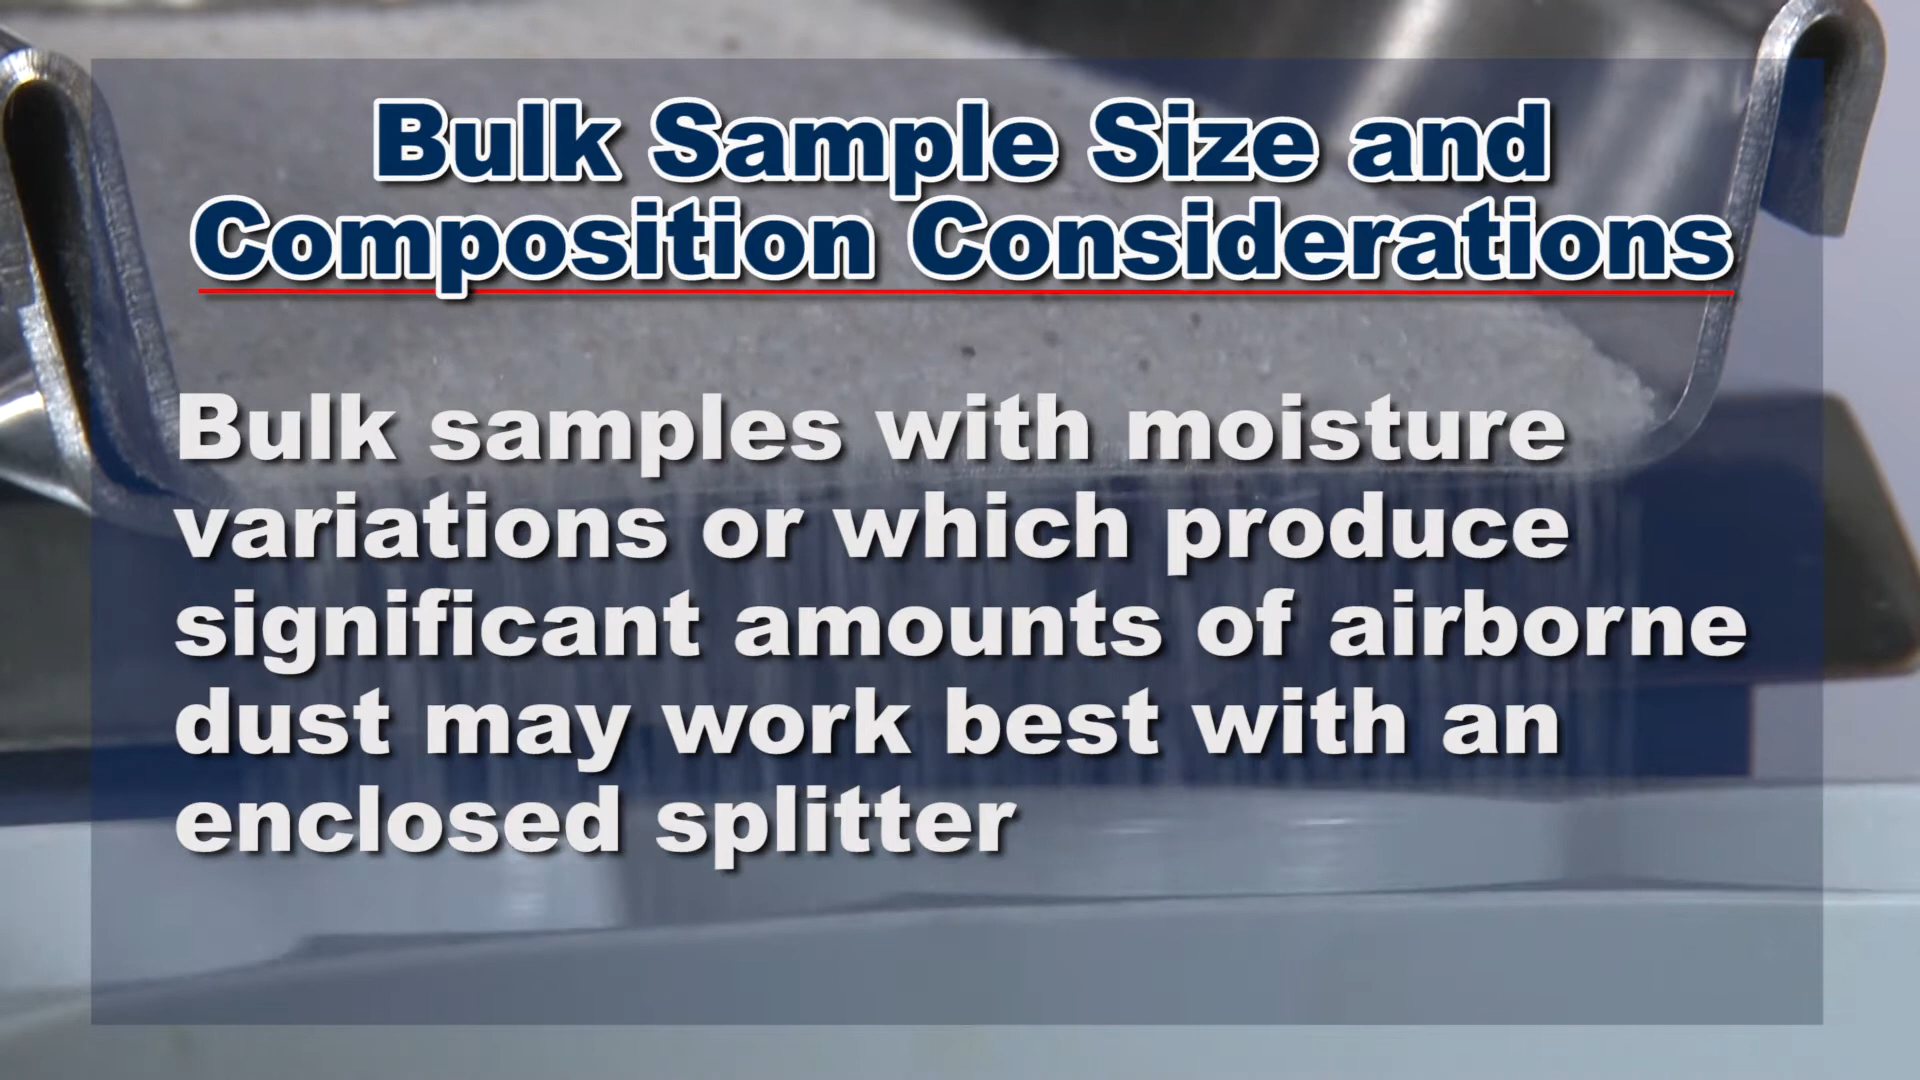 Bulk Sample Size and
Composition Considerations
Bulk samples with moisture
variations or which produce
significant amounts of airborne
dust may work best with an
enclosed splitter